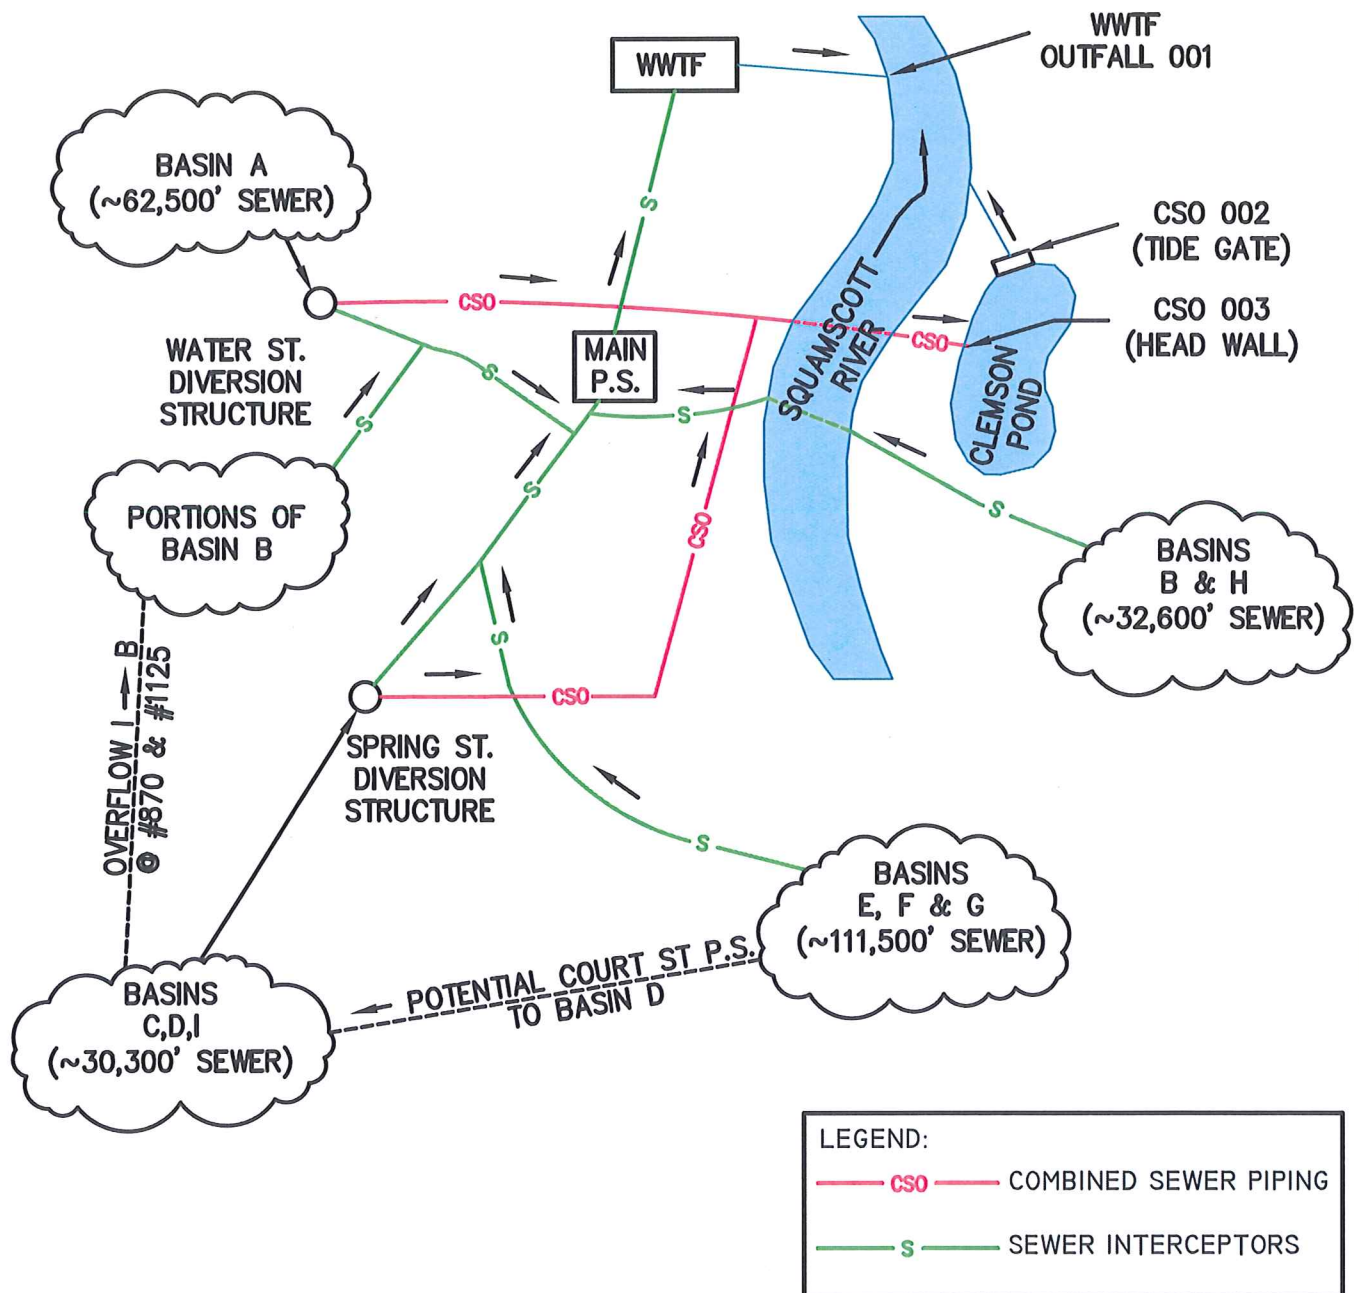 WWTF
OUTFALL 001
WWTF
BASIN A
(~62,500' SEWER)
CSO 002
(TIDE GATE)
CSO
CSO 003
(HEAD WALL)
CSO
SQUAMSCOTT
RIVER
CLEMSON
POND
MAIN
P.S.
WATER ST.
DIVERSION
STRUCTURE
S
S
S
S
S
S
S
PORTIONS OF
BASIN B
CSO
BASINS
B & H
(~32,600' SEWER)
OVERFLOW I → B
@ #870 & #1125
S
CSO
SPRING ST.
DIVERSION
STRUCTURE
BASINS
E, F & G
(~111,500' SEWER)
POTENTIAL COURT ST P.S.
TO BASIN D
BASINS
C,D,I
(~30,300' SEWER)
LEGEND:
CSO COMBINED SEWER PIPING
S SEWER INTERCEPTORS